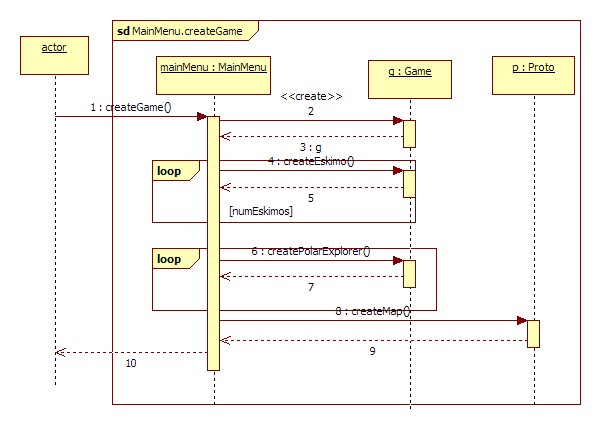 sd MainMenu.createGame
actor
mainMenu : MainMenu
g : Game
p : Proto
<<create>>
1 : createGame()
2
3 : g
4 : createEskimo()
loop
5
[numEskimos]
6 : createPolarExplorer()
loop
7
8 : createMap()
9
10